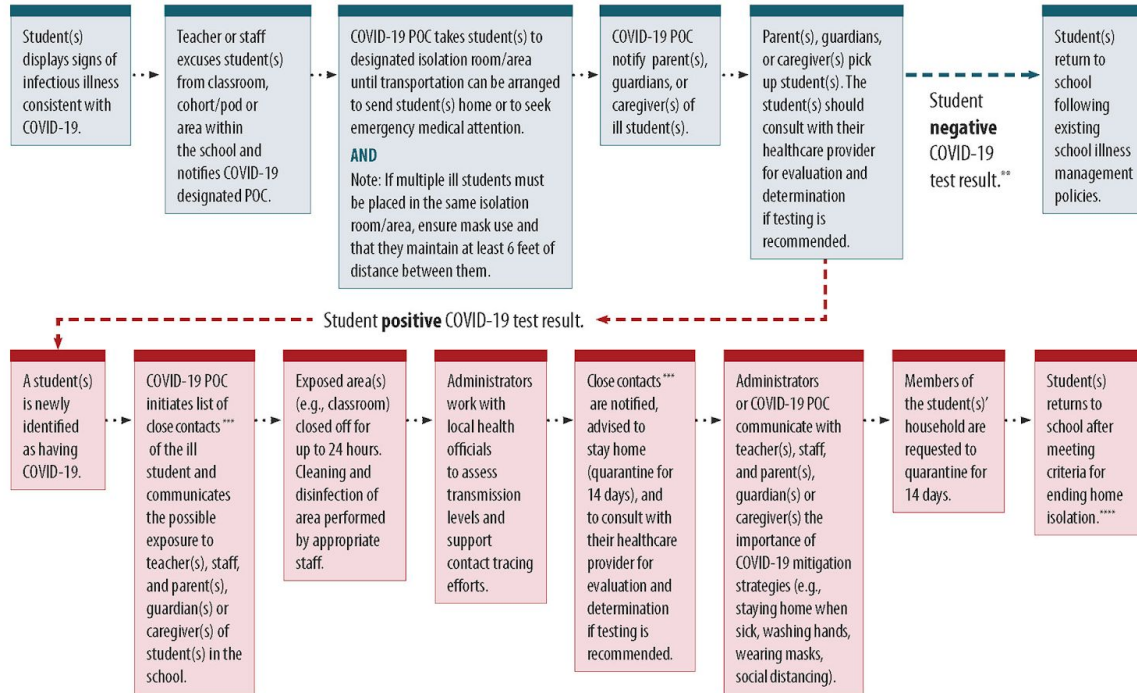 Student(s)
displays signs of
infectious illness
consistent with
COVID-19.
Teacher or staff
excuses student(s)
from classroom,
cohort/pod or
area within
the school and
notifies COVID-19
designated POC.
COVID-19 POC takes student(s) to
designated isolation room/area
until transportation can be arranged
to send student(s) home or to seek
emergency medical attention.
AND
Note: If multiple ill students must
be placed in the same isolation
room/area, ensure mask use and
that they maintain at least 6 feet of
distance between them.
COVID-19 POC
notify parent(s),
guardians, or
caregiver(s) of
ill student(s).
Parent(s), guardians,
or caregiver(s) pick
up student(s). The
student(s) should
consult with their
healthcare provider
for evaluation and
determination
if testing is
recommended.
Student
negative
COVID-19
test result.**
Student(s)
return to
school
following
existing
school illness
management
policies.
Student positive COVID-19 test result.
A student(s)
is newly
identified
as having
COVID-19.
COVID-19 POC
initiates list of
close contacts***
of the ill
student and
communicates
the possible
exposure to
teacher(s), staff,
and parent(s),
guardian(s) or
caregiver(s) of
student(s) in the
school.
Exposed area(s)
(e.g., classroom)
closed off for
up to 24 hours.
Cleaning and
disinfection of
area performed
by appropriate
staff.
Administrators
work with
local health
officials
to assess
transmission
levels and
support
contact tracing
efforts.
Close contacts***
are notified,
advised to
stay home
(quarantine for
14 days), and
to consult with
their healthcare
provider for
evaluation and
determination
if testing is
recommended.
Administrators
or COVID-19 POC
communicate with
teacher(s), staff,
and parent(s),
guardian(s) or
caregiver(s) the
importance of
COVID-19 mitigation
strategies (e.g.,
staying home when
sick, washing hands,
wearing masks,
social distancing).
Members of
the student(s)'
household are
requested to
quarantine for
14 days.
Student(s)
returns to
school after
meeting
criteria for
ending home
isolation.****